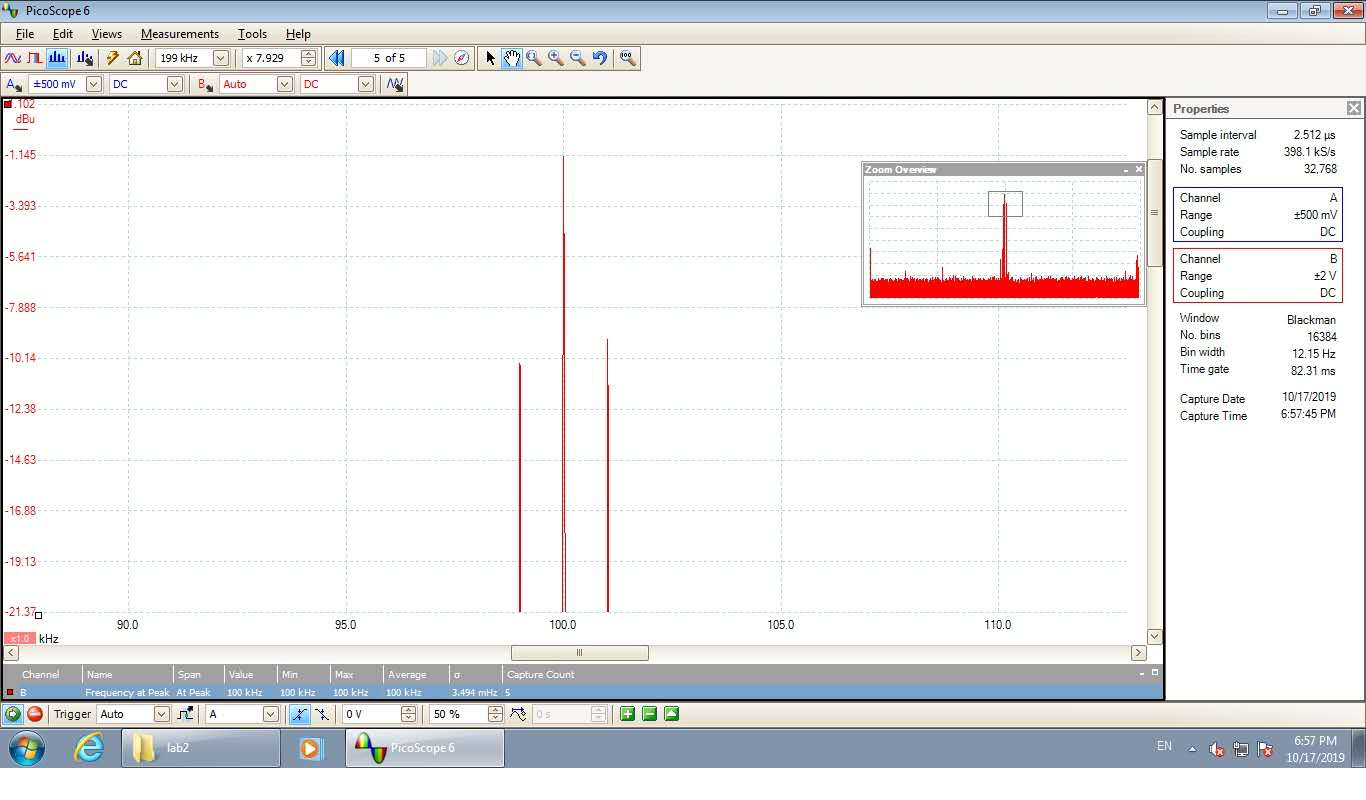 PicoScope 6
File Edit Views Measurements Tools Help
199 kHz x 7.929 5 of 5
A ±500 mV DC B Auto DC
.102
dBu
-1.145
-3.393
-5.641
-7.888
-10.14
-12.38
-14.63
-16.88
-19.13
-21.37
90.0 95.0 100.0 105.0 110.0
x1.0 kHz
Zoom Overview
Properties
Sample interval 2.512 µs
Sample rate 398.1 kS/s
No. samples 32,768
Channel A
Range ±500 mV
Coupling DC
Channel B
Range ±2 V
Coupling DC
Window Blackman
No. bins 16384
Bin width 12.15 Hz
Time gate 82.31 ms
Capture Date 10/17/2019
Capture Time 6:57:45 PM
Channel Name Span Value Min Max Average σ Capture Count
B Frequency at Peak At Peak 100 kHz 100 kHz 100 kHz 100 kHz 3.494 mHz 5
Trigger Auto A 0 V 50 % 0 s
lab2 PicoScope 6 EN 6:57 PM
10/17/2019